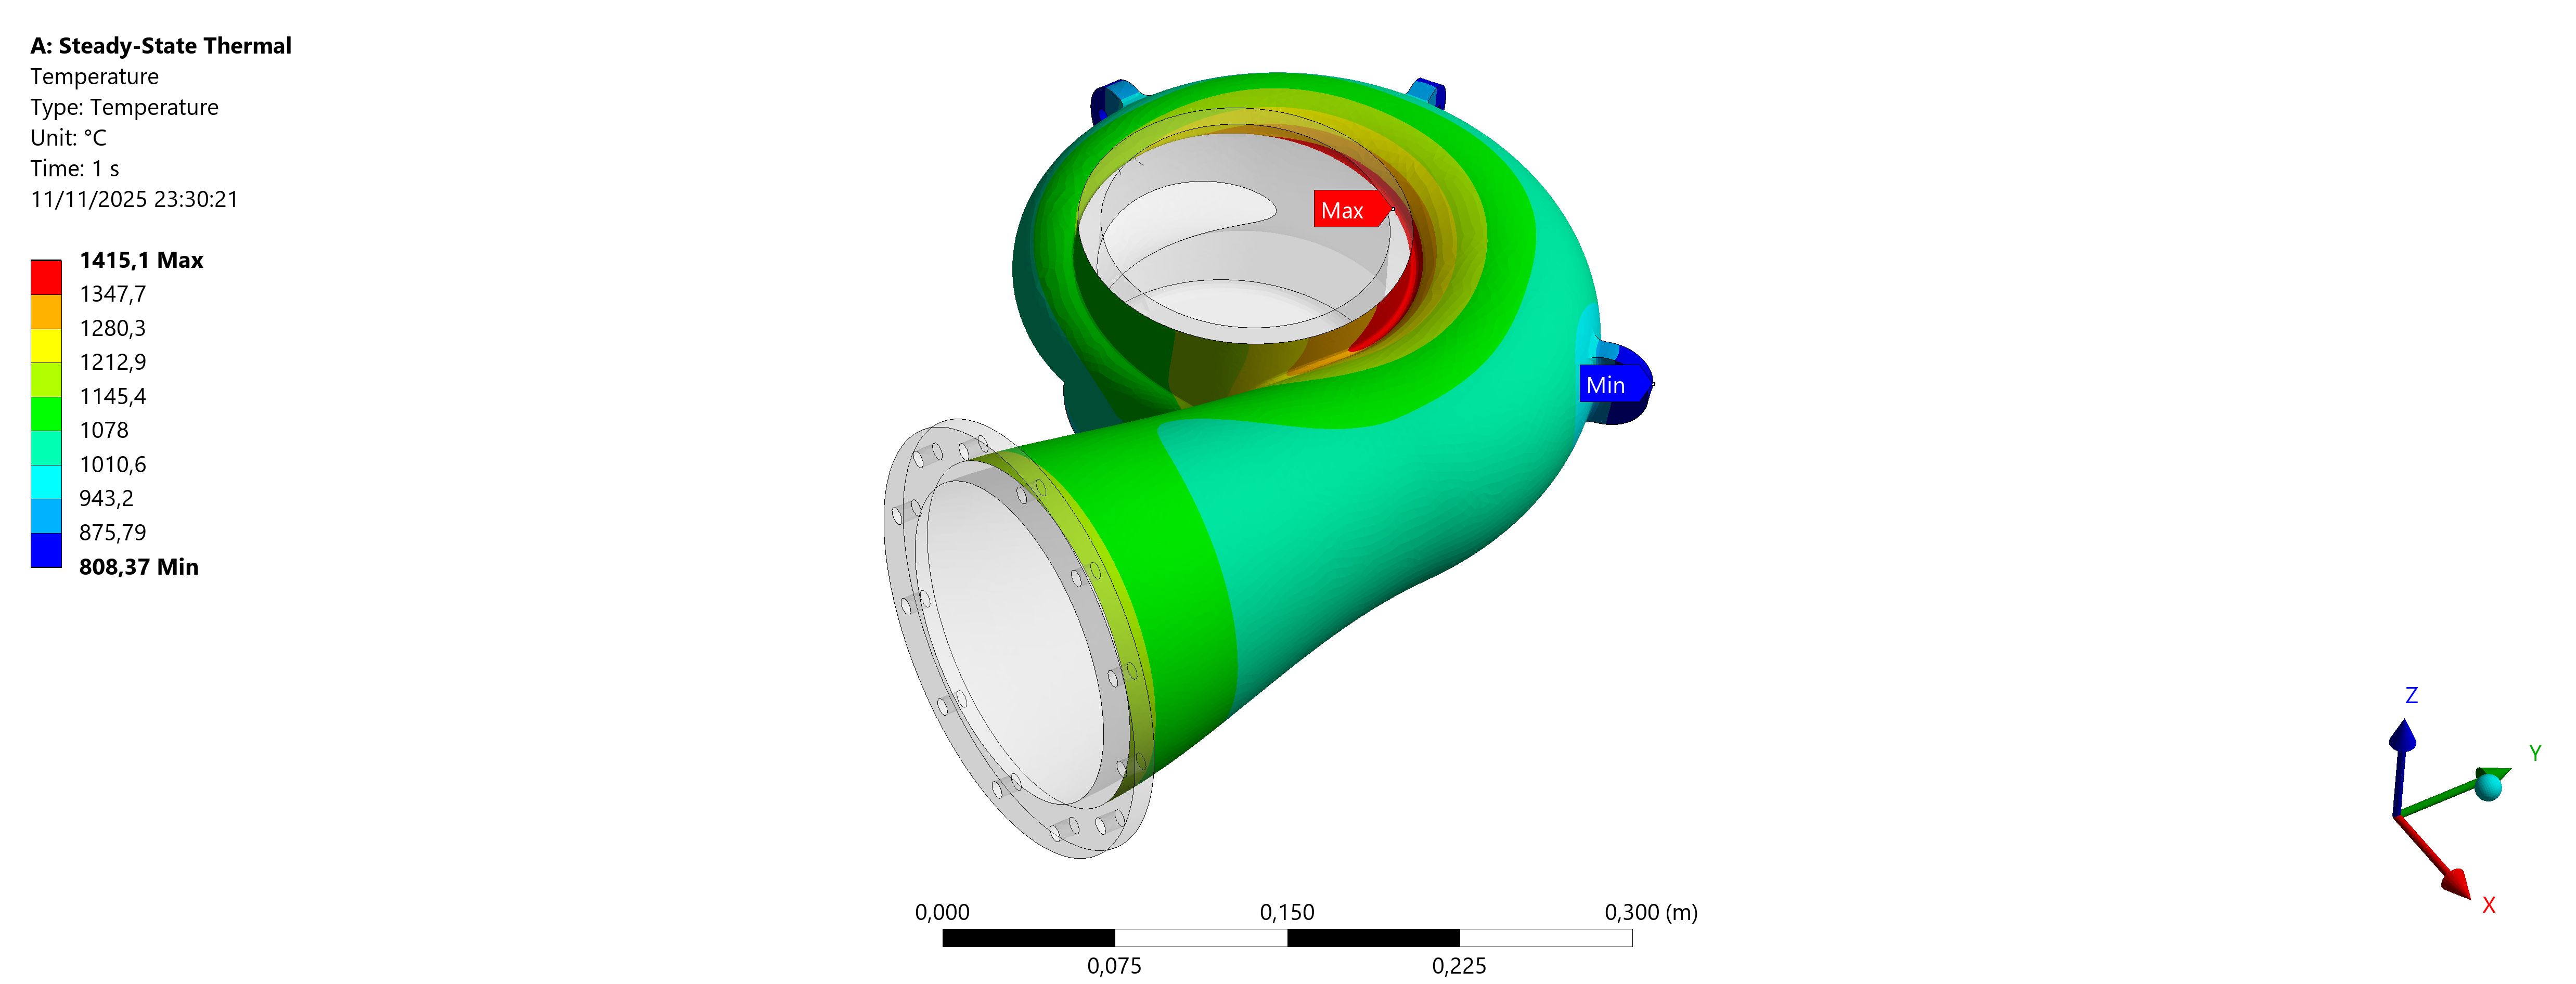 A: Steady-State Thermal
Temperature
Type: Temperature
Unit: °C
Time: 1 s
11/11/2025 23:30:21
1415,1 Max
1347,7
1280,3
1212,9
1145,4
1078
1010,6
943,2
875,79
808,37 Min
Max
Min
0,000
0,150
0,300 (m)
0,075
0,225
Z
Y
X